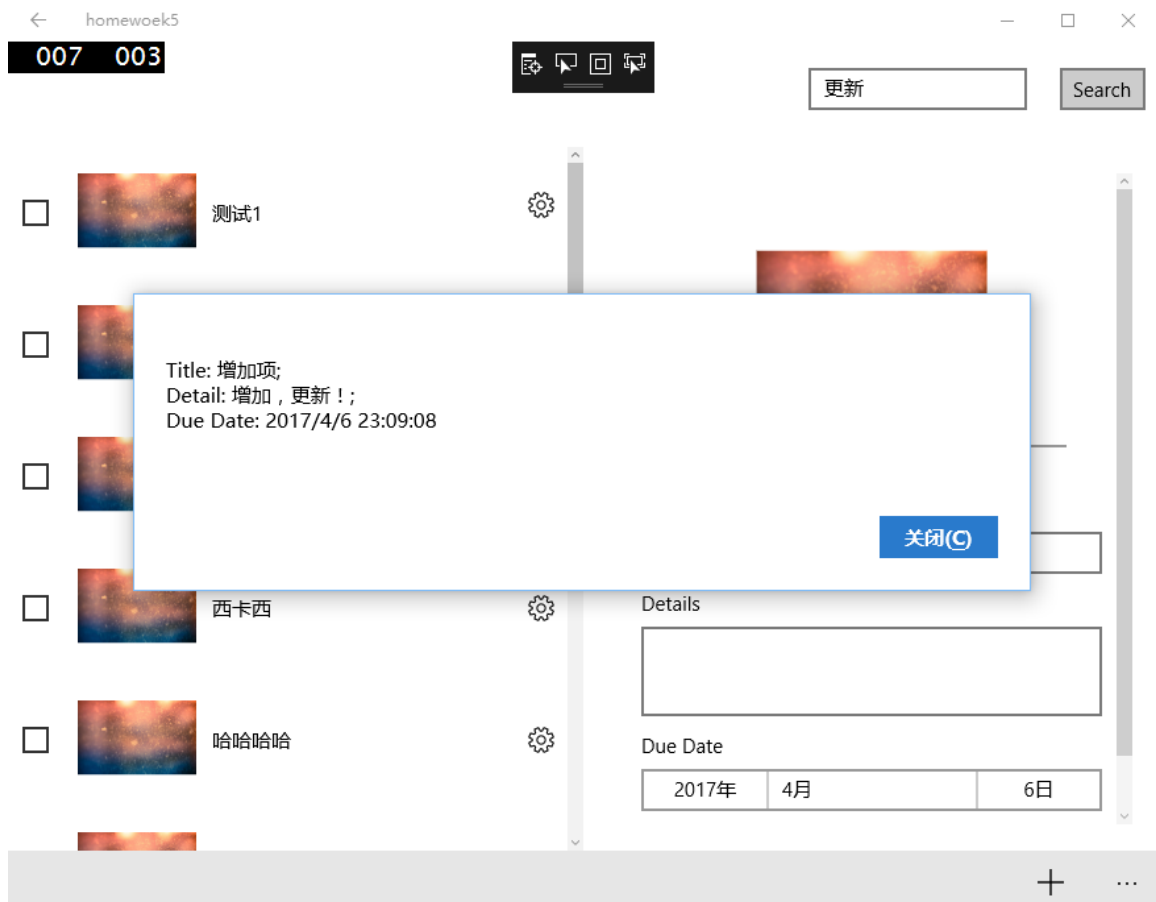 homewoek5
007 003
更新
Search
测试1
Title: 增加项;
Detail: 增加，更新！;
Due Date: 2017/4/6 23:09:08
关闭(C)
西卡西
Details
哈哈哈哈
Due Date
2017年 4月 6日